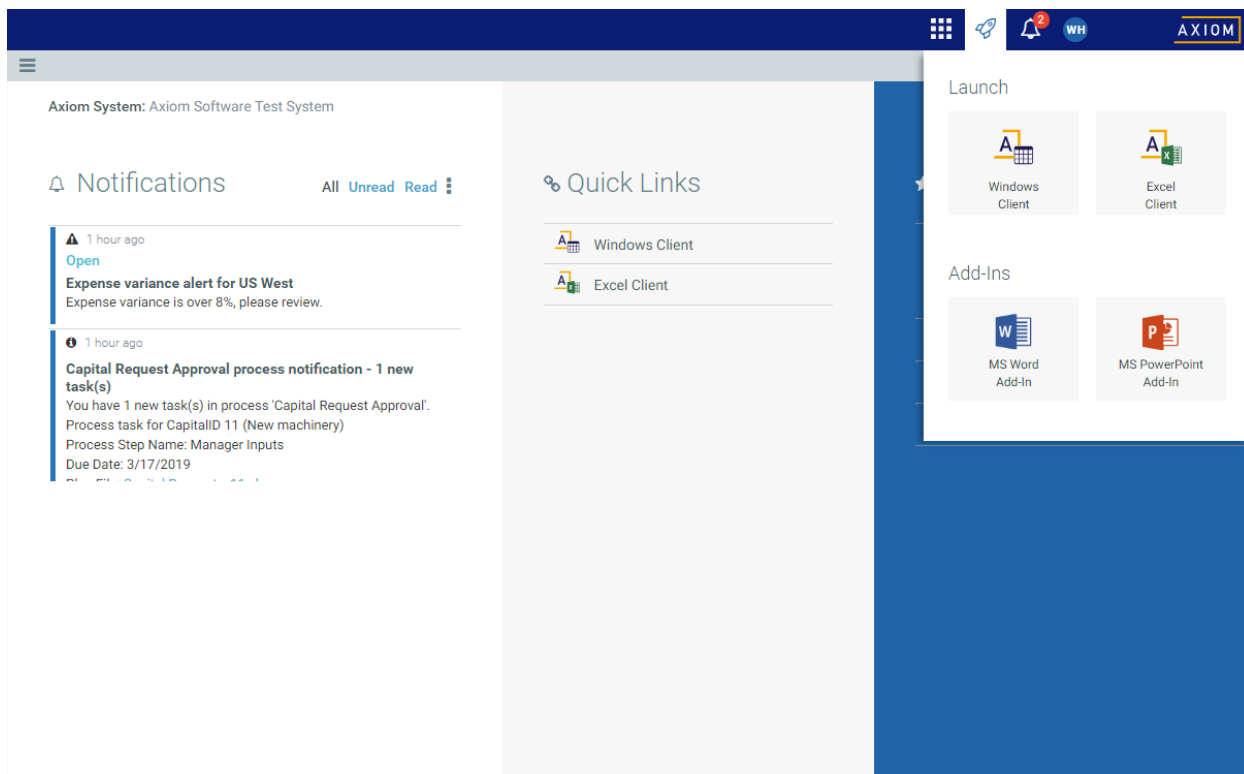 2
WH
AXIOM
Axiom System: Axiom Software Test System
Notifications
All Unread Read
1 hour ago
Open
Expense variance alert for US West
Expense variance is over 8%, please review.
1 hour ago
Capital Request Approval process notification - 1 new
task(s)
You have 1 new task(s) in process 'Capital Request Approval'.
Process task for CapitalID 11 (New machinery)
Process Step Name: Manager Inputs
Due Date: 3/17/2019
Quick Links
A
Windows Client
A
Excel Client
Launch
A
Windows
Client
A X
Excel
Client
Add-Ins
W
MS Word
Add-In
P
MS PowerPoint
Add-In